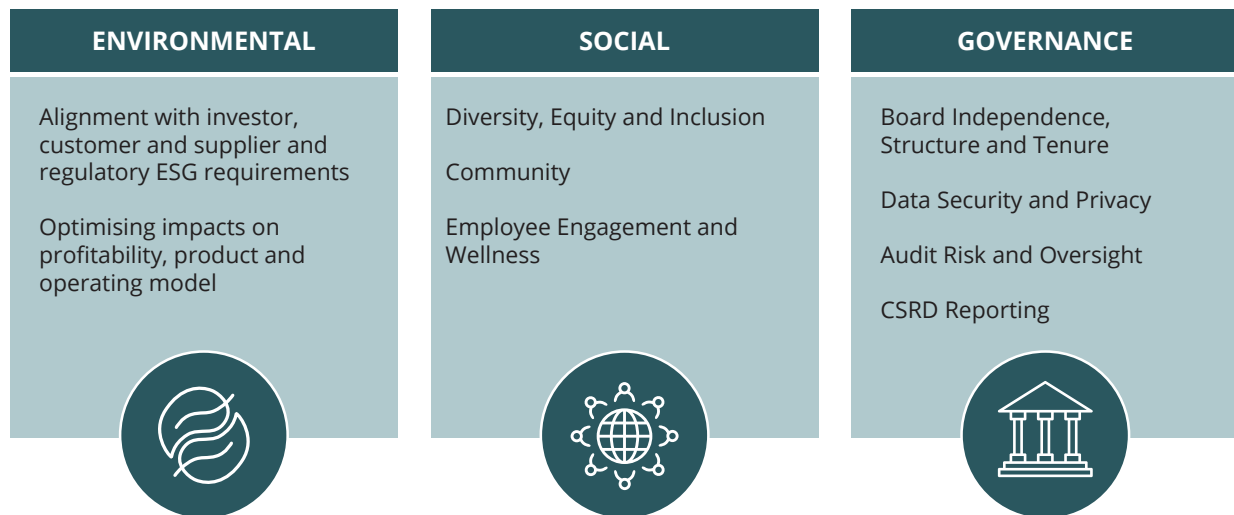 ENVIRONMENTAL
Alignment with investor,
customer and supplier and
regulatory ESG requirements
Optimising impacts on
profitability, product and
operating model
SOCIAL
Diversity, Equity and Inclusion
Community
Employee Engagement and
Wellness
GOVERNANCE
Board Independence,
Structure and Tenure
Data Security and Privacy
Audit Risk and Oversight
CSRD Reporting